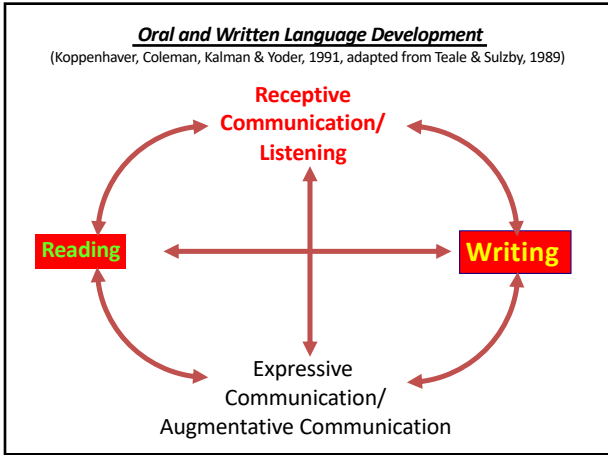 Oral and Written Language Development
(Koppenhaver, Coleman, Kalman & Yoder, 1991, adapted from Teale & Sulzby, 1989)
Receptive
Communication/
Listening
Reading
Writing
Expressive
Communication/
Augmentative Communication